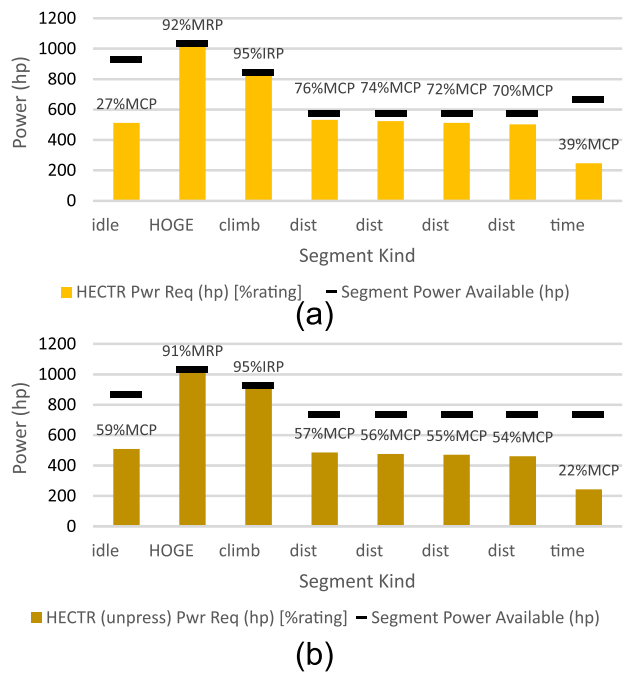 1200
1000
800
600
400
200
0
Power (hp)
27%MCP
92%MRP
95%IRP
76%MCP 74%MCP 72%MCP 70%MCP
39%MCP
idle HOGE climb dist dist dist dist time
Segment Kind
HECTR Pwr Req (hp) [%rating] Segment Power Available (hp)
(a)
1200
1000
800
600
400
200
0
Power (hp)
59%MCP
91%MRP
95%IRP
57%MCP 56%MCP 55%MCP 54%MCP
22%MCP
idle HOGE climb dist dist dist dist time
Segment Kind
HECTR (unpress) Pwr Req (hp) [%rating] Segment Power Available (hp)
(b)